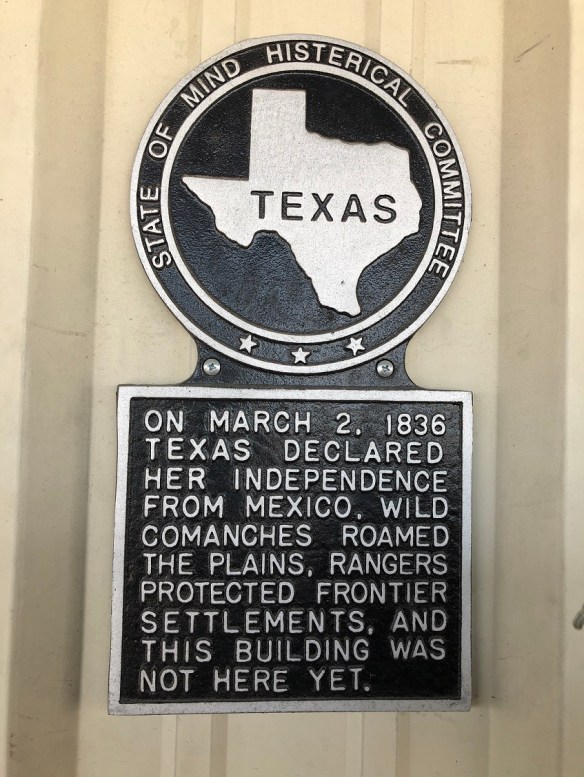 STATE OF MIND HISTERICAL COMMITTEE
TEXAS
ON MARCH 2, 1836
TEXAS DECLARED
HER INDEPENDENCE
FROM MEXICO, WILD
COMANCHES ROAMED
THE PLAINS, RANGERS
PROTECTED FRONTIER
SETTLEMENTS, AND
THIS BUILDING WAS
NOT HERE YET.